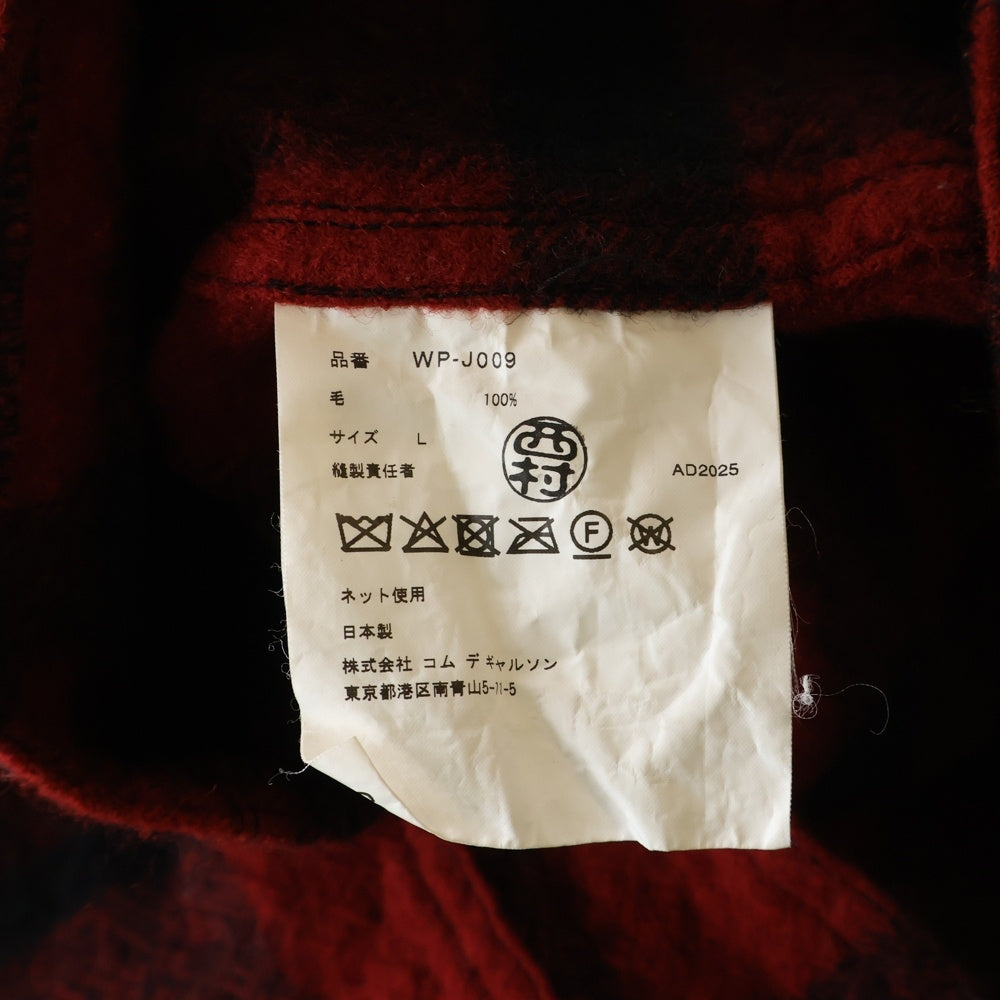 品番 WP-J009
毛 100%
サイズ L
縫製責任者 西村 AD2025
F W
ネット使用
日本製
株式会社 コム デ ギャルソン
東京都港区南青山5-11-5